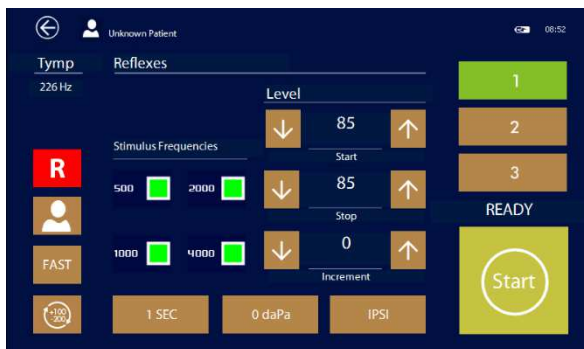 Unknown Patient
08:52
Tymp
226 Hz
Reflexes
Level
85
Start
Stimulus Frequencies
500
2000
85
Stop
1000
4000
0
Increment
R
FAST
+100
-200
1 SEC
0 daPa
IPSI
1
2
3
READY
Start